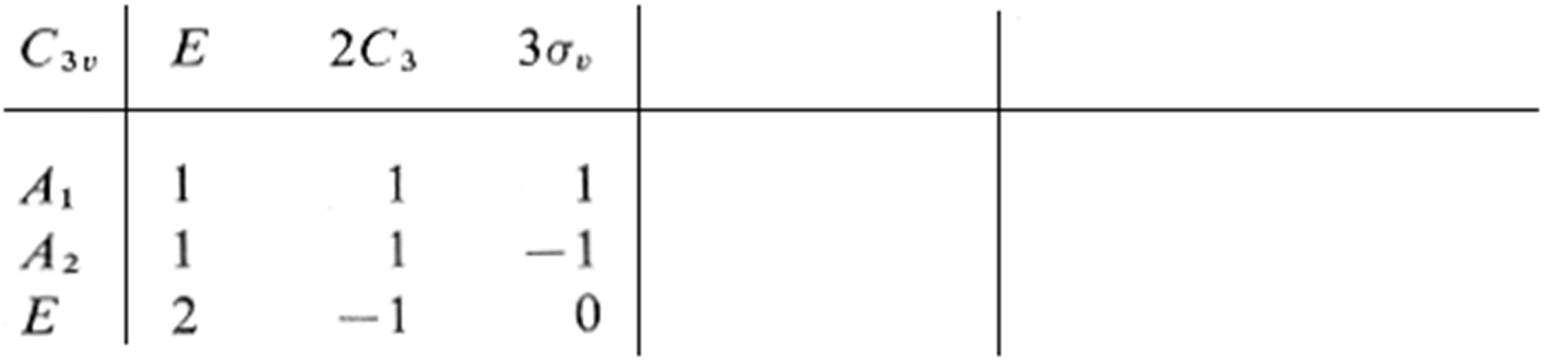 C₃ᵥ E 2C₃ 3σᵥ
A₁ 1 1 1
A₂ 1 1 −1
E 2 −1 0